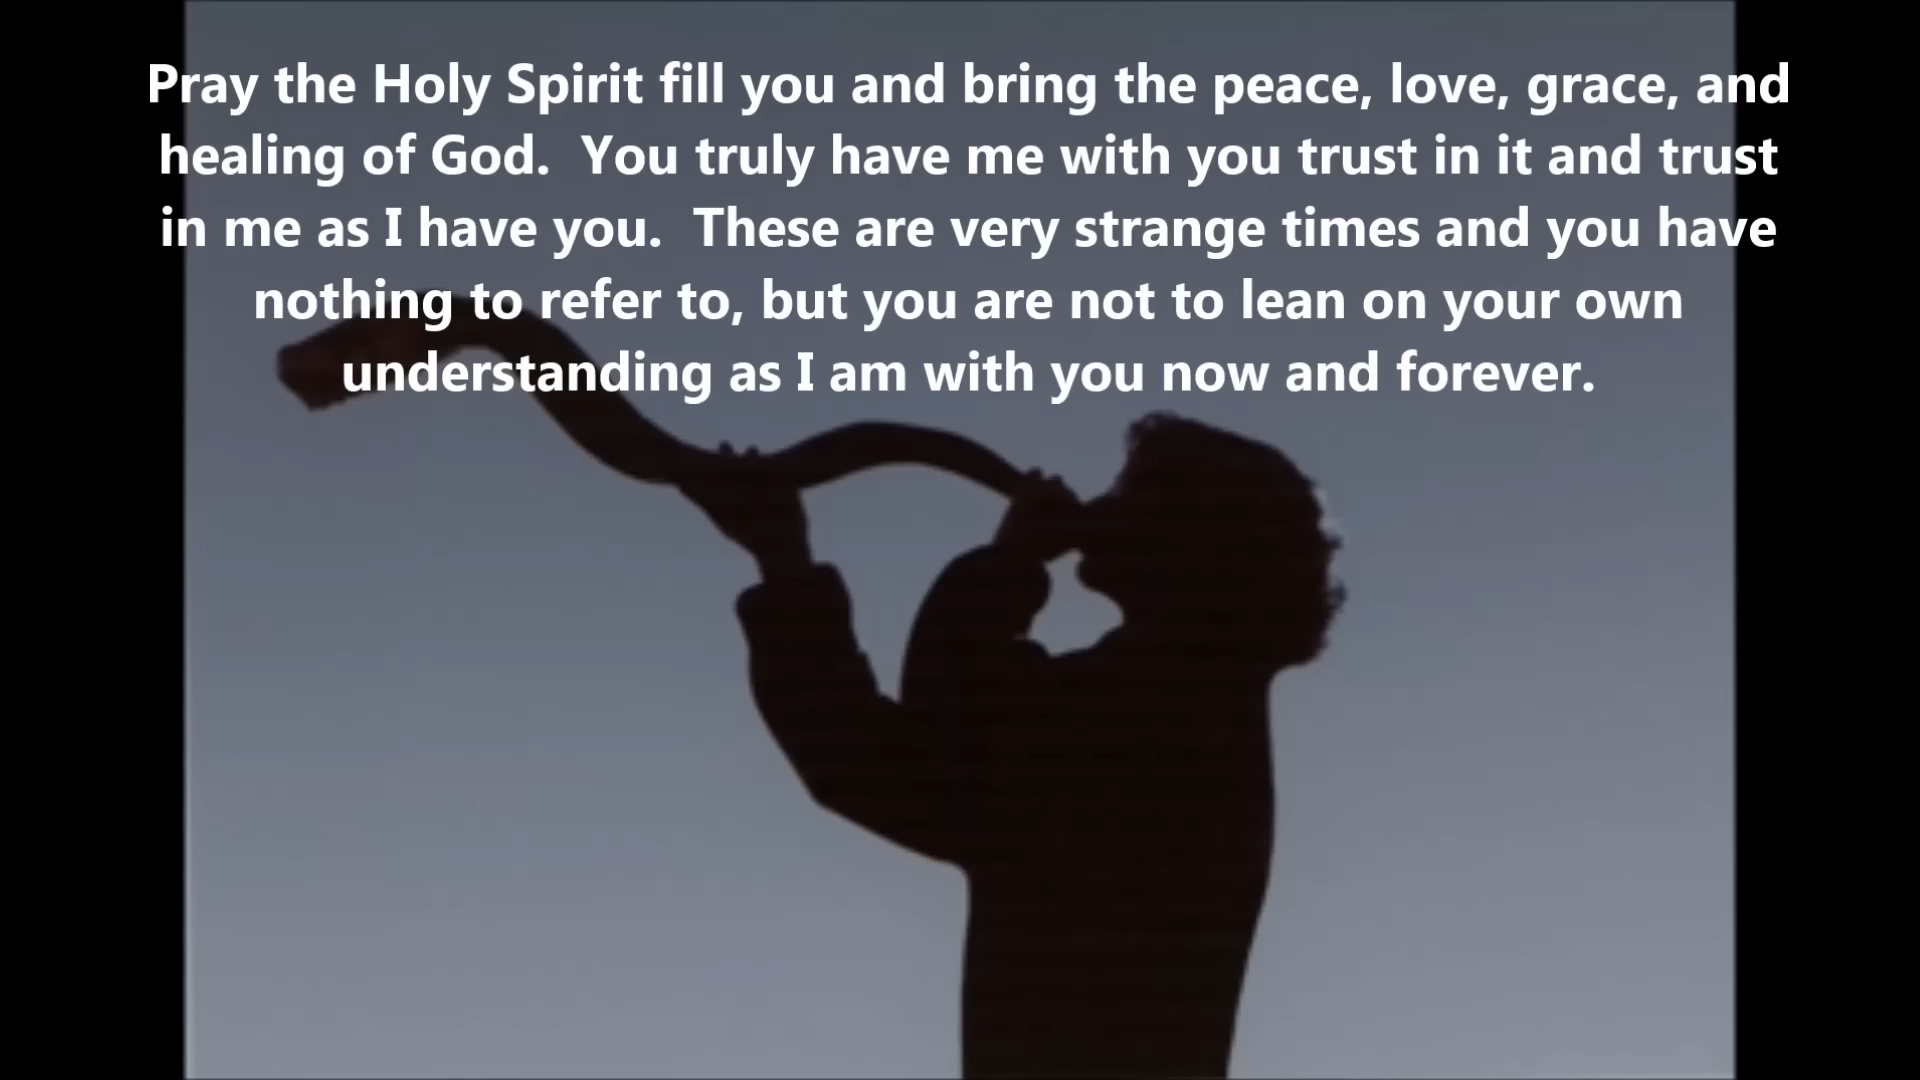 Pray the Holy Spirit fill you and bring the peace, love, grace, and
healing of God.  You truly have me with you trust in it and trust
in me as I have you.  These are very strange times and you have
nothing to refer to, but you are not to lean on your own
understanding as I am with you now and forever.